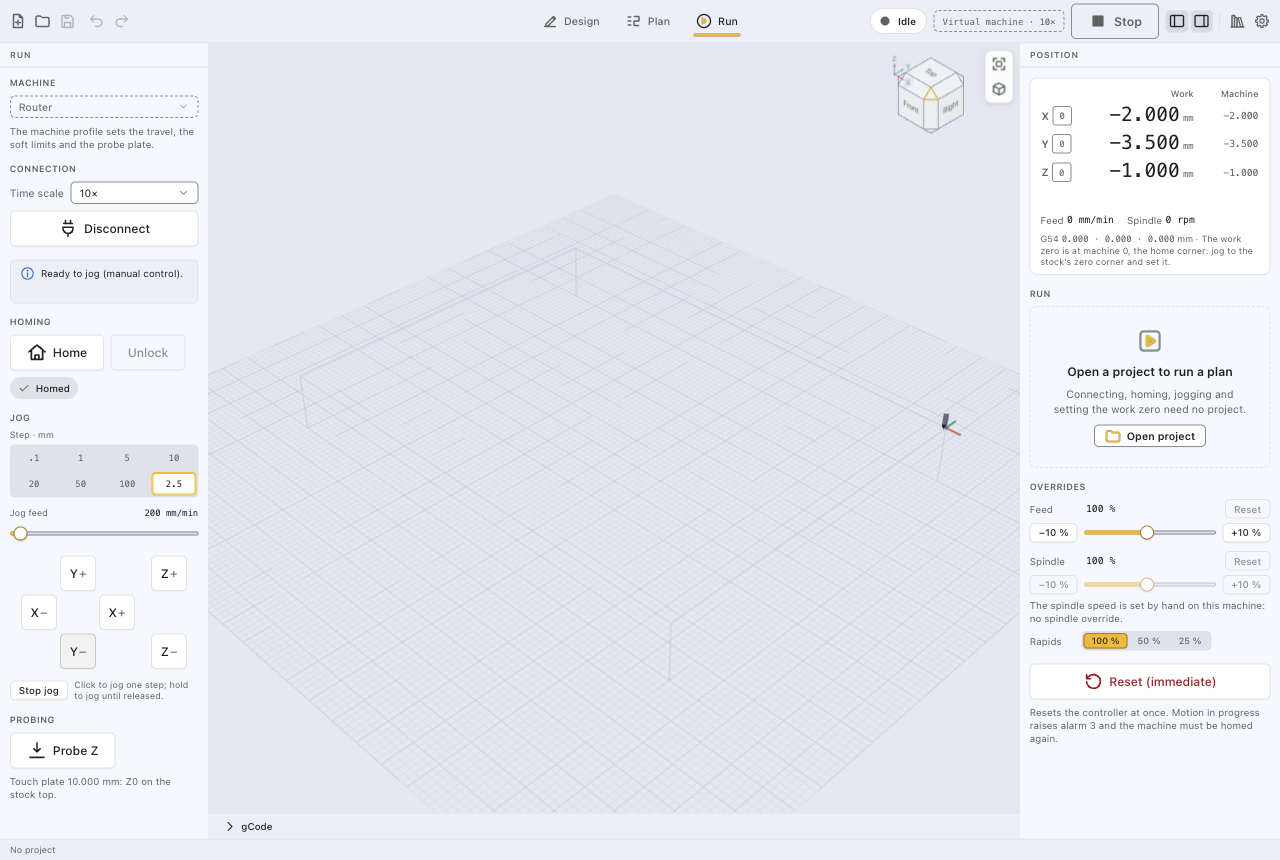 Design
Plan
Run
Idle
Virtual machine · 10×
Stop
RUN
MACHINE
Router
The machine profile sets the travel, the
soft limits and the probe plate.
CONNECTION
Time scale
10×
Disconnect
Ready to jog (manual control).
HOMING
Home
Unlock
Homed
JOG
Step · mm
.1 1 5 10
20 50 100 2.5
Jog feed 200 mm/min
Y+ Z+
X− X+
Y− Z−
Stop jog
Click to jog one step; hold
to jog until released.
PROBING
Probe Z
Touch plate 10.000 mm: Z0 on the
stock top.
Z
Front
Right
gCode
POSITION
Work Machine
X 0 −2.000 mm −2.000
Y 0 −3.500 mm −3.500
Z 0 −1.000 mm −1.000
Feed 0 mm/min Spindle 0 rpm
G54 0.000 · 0.000 · 0.000 mm · The work
zero is at machine 0, the home corner: jog to the
stock's zero corner and set it.
RUN
Open a project to run a plan
Connecting, homing, jogging and
setting the work zero need no project.
Open project
OVERRIDES
Feed 100 % Reset
−10 % +10 %
Spindle 100 % Reset
−10 % +10 %
The spindle speed is set by hand on this machine:
no spindle override.
Rapids 100 % 50 % 25 %
Reset (immediate)
Resets the controller at once. Motion in progress
raises alarm 3 and the machine must be homed
again.
No project